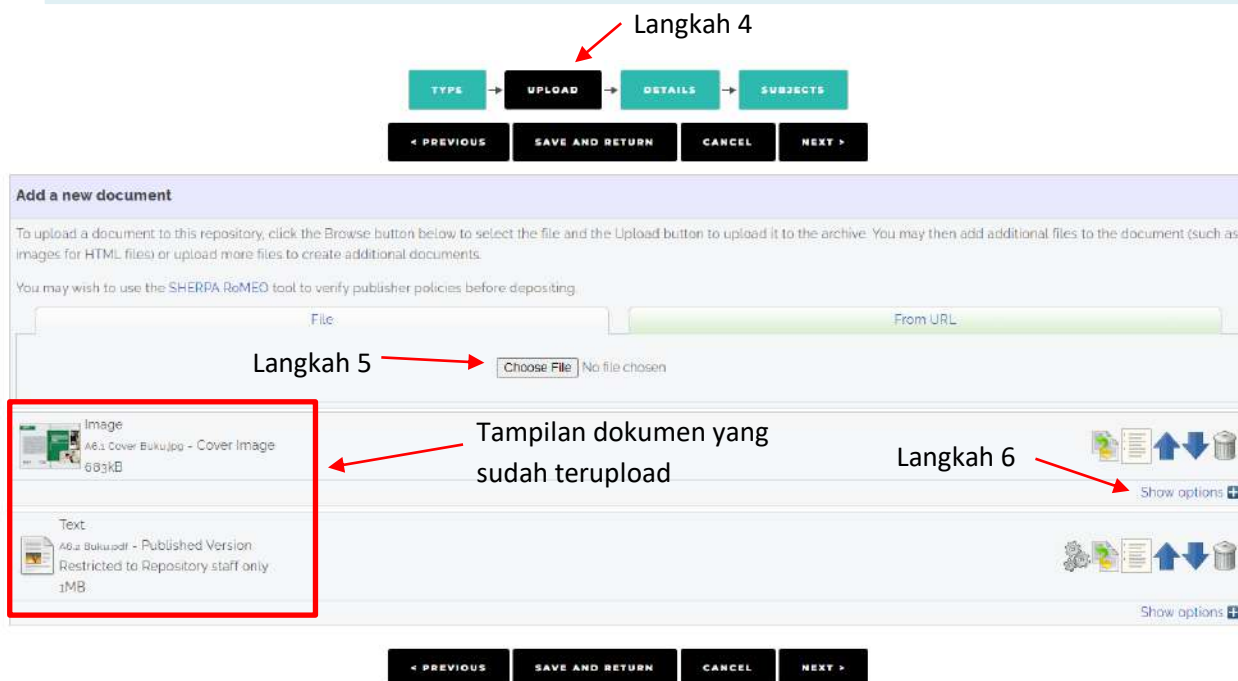 Langkah 4
TYPE → UPLOAD → DETAILS → SUBJECTS
< PREVIOUS SAVE AND RETURN CANCEL NEXT >
Add a new document
To upload a document to this repository, click the Browse button below to select the file and the Upload button to upload it to the archive. You may then add additional files to the document (such as
images for HTML files) or upload more files to create additional documents.
You may wish to use the SHERPA RoMEO tool to verify publisher policies before depositing.
File From URL
Langkah 5 Choose File No file chosen
Image
A6.1 Cover Buku.jpg - Cover Image
683kB
Tampilan dokumen yang
sudah terupload
Langkah 6
Show options
Text
A6.2 Buku.pdf - Published Version
Restricted to Repository staff only
1MB
Show options
< PREVIOUS SAVE AND RETURN CANCEL NEXT >